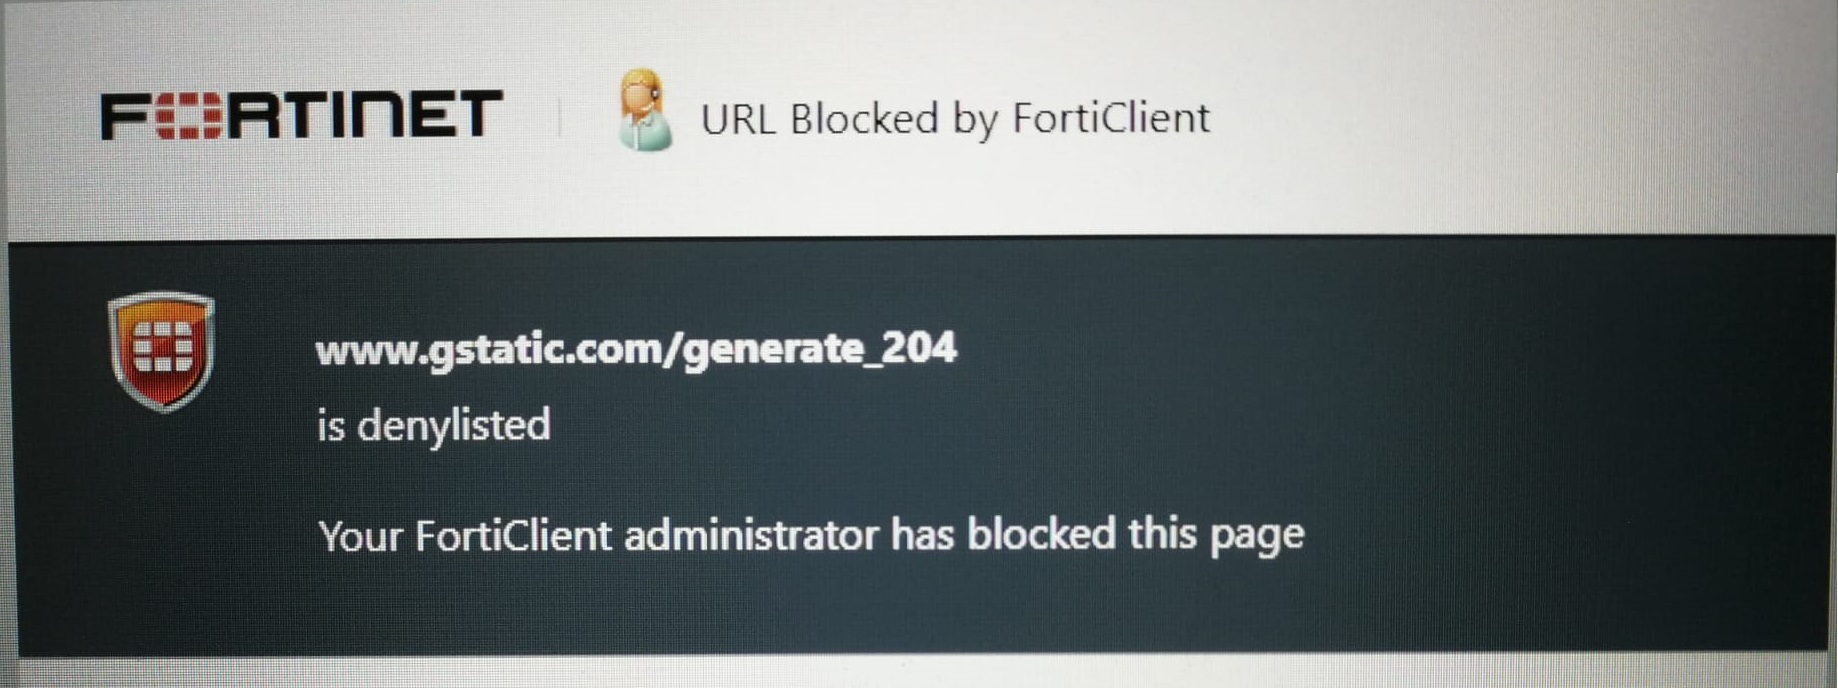 FORTINET
URL Blocked by FortiClient
www.gstatic.com/generate_204
is denylisted
Your FortiClient administrator has blocked this page